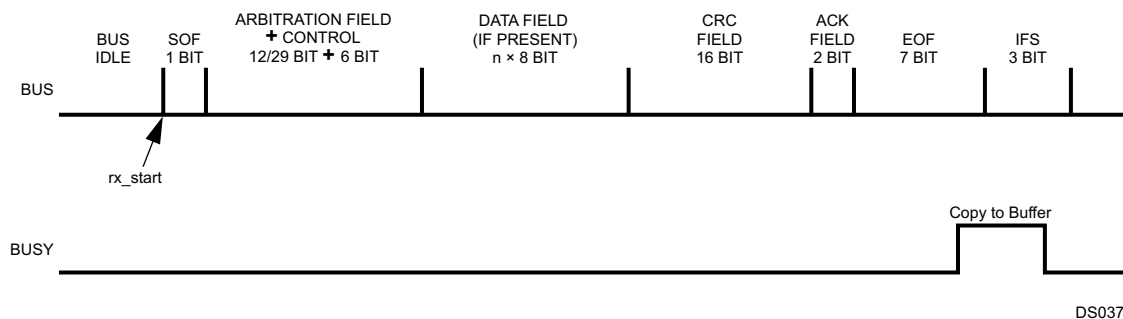 BUS
IDLE
SOF
1 BIT
ARBITRATION FIELD
+ CONTROL
12/29 BIT + 6 BIT
DATA FIELD
(IF PRESENT)
n × 8 BIT
CRC
FIELD
16 BIT
ACK
FIELD
2 BIT
EOF
7 BIT
IFS
3 BIT
BUS
rx_start
Copy to Buffer
BUSY
DS037